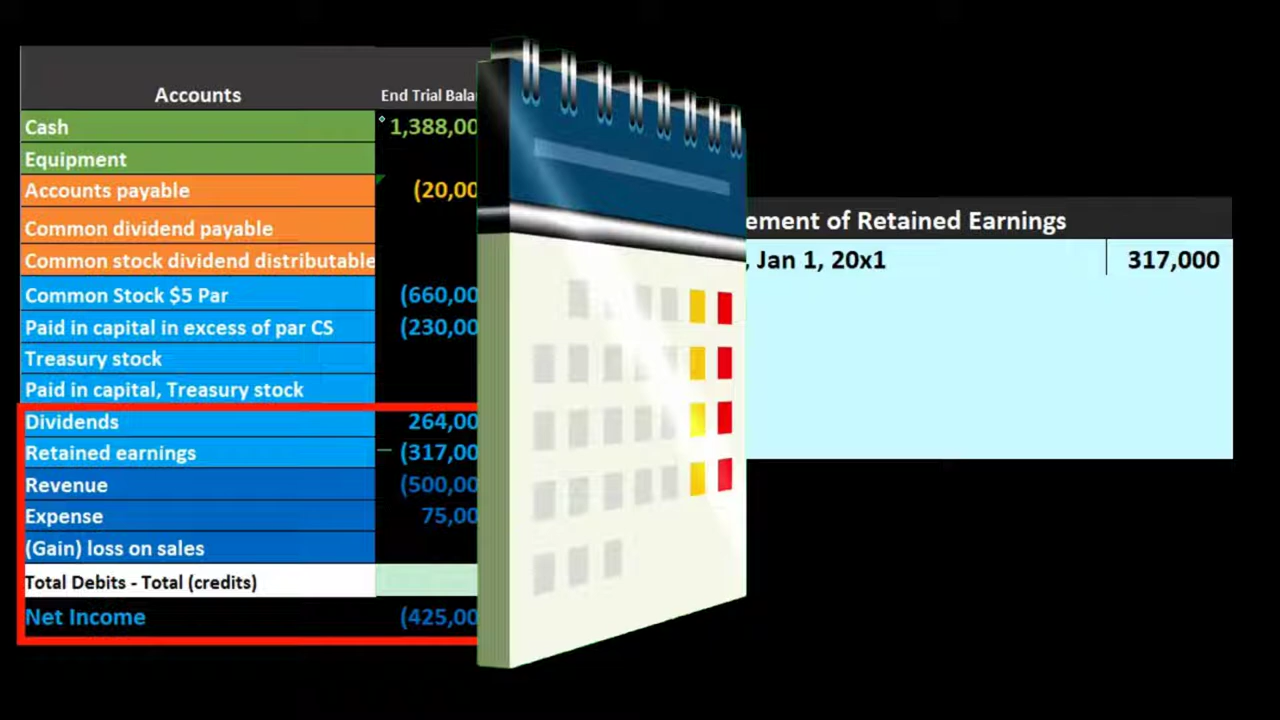 Accounts End Trial Bala
Cash 1,388,00
Equipment
Accounts payable (20,00
Common dividend payable
Common stock dividend distributable
Common Stock $5 Par (660,00
Paid in capital in excess of par CS (230,00
Treasury stock
Paid in capital, Treasury stock
Dividends 264,00
Retained earnings (317,00
Revenue (500,00
Expense 75,00
(Gain) loss on sales
Total Debits - Total (credits)
Net Income (425,00
ement of Retained Earnings
, Jan 1, 20x1 317,000